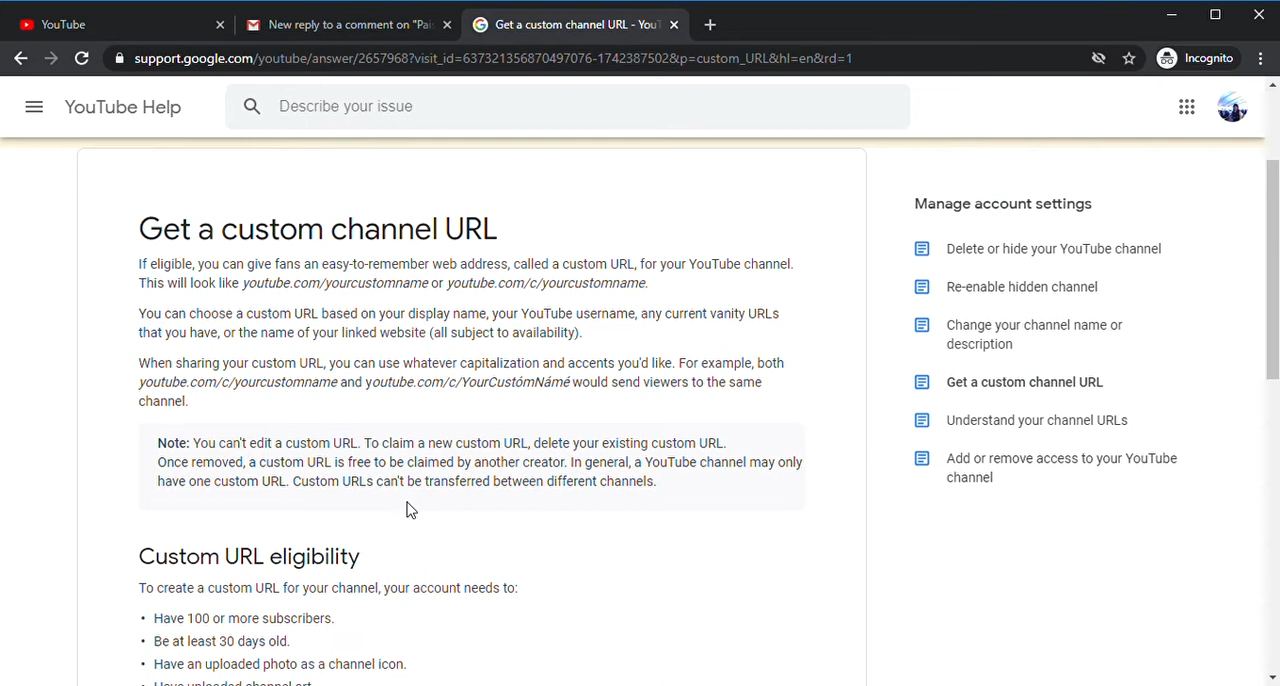 YouTube
New reply to a comment on "Pais
Get a custom channel URL - YouT
support.google.com/youtube/answer/2657968?visit_id=637321356870497076-1742387502&p=custom_URL&hl=en&rd=1
Incognito
YouTube Help
Describe your issue
Get a custom channel URL
If eligible, you can give fans an easy-to-remember web address, called a custom URL, for your YouTube channel.
This will look like youtube.com/yourcustomname or youtube.com/c/yourcustomname.
You can choose a custom URL based on your display name, your YouTube username, any current vanity URLs
that you have, or the name of your linked website (all subject to availability).
When sharing your custom URL, you can use whatever capitalization and accents you'd like. For example, both
youtube.com/c/yourcustomname and youtube.com/c/YourCustómNámé would send viewers to the same
channel.
Note: You can't edit a custom URL. To claim a new custom URL, delete your existing custom URL.
Once removed, a custom URL is free to be claimed by another creator. In general, a YouTube channel may only
have one custom URL. Custom URLs can't be transferred between different channels.
Custom URL eligibility
To create a custom URL for your channel, your account needs to:
• Have 100 or more subscribers.
• Be at least 30 days old.
• Have an uploaded photo as a channel icon.
• Have uploaded channel art.
Manage account settings
Delete or hide your YouTube channel
Re-enable hidden channel
Change your channel name or
description
Get a custom channel URL
Understand your channel URLs
Add or remove access to your YouTube
channel